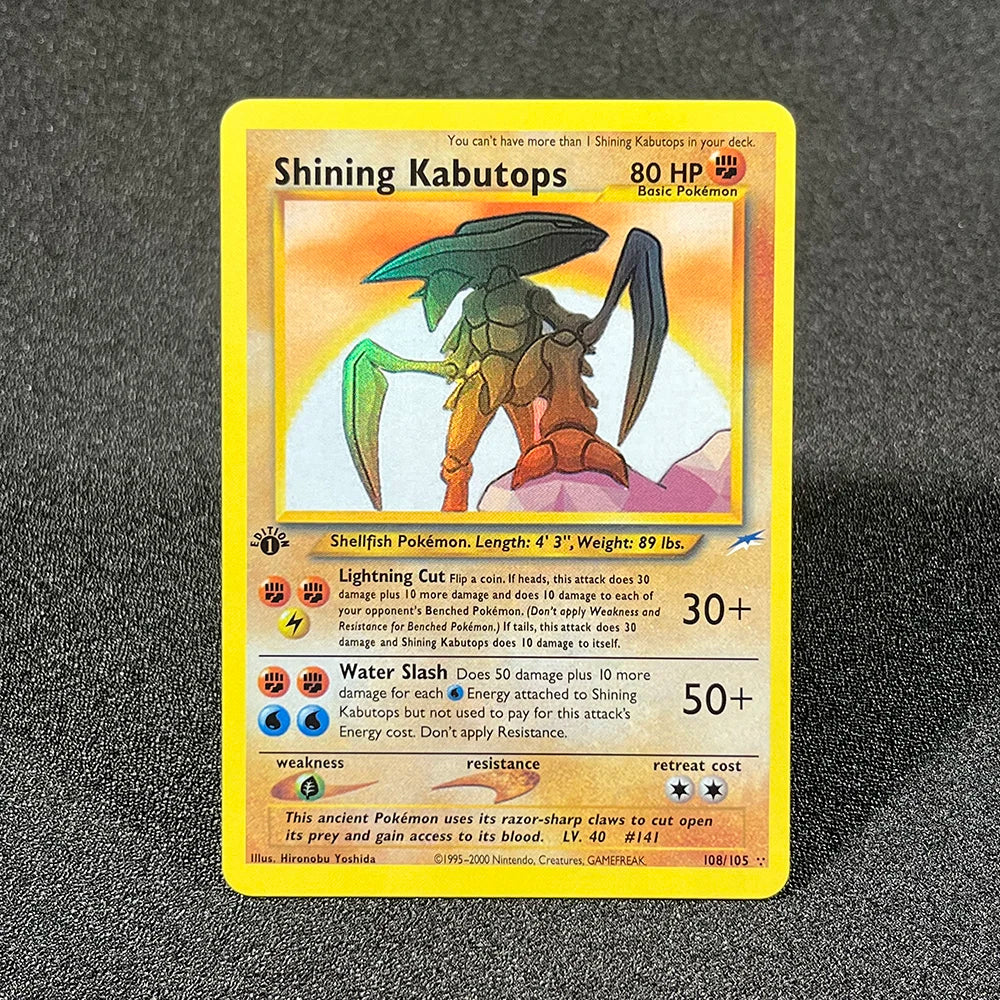 You can't have more than 1 Shining Kabutops in your deck.
Shining Kabutops 80 HP
Basic Pokémon
EDITION 1
Shellfish Pokémon. Length: 4' 3", Weight: 89 lbs.
Lightning Cut Flip a coin. If heads, this attack does 30
damage plus 10 more damage and does 10 damage to each of
your opponent's Benched Pokémon. (Don't apply Weakness and
Resistance for Benched Pokémon.) If tails, this attack does 30
damage and Shining Kabutops does 10 damage to itself.
30+
Water Slash Does 50 damage plus 10 more
damage for each Energy attached to Shining
Kabutops but not used to pay for this attack's
Energy cost. Don't apply Resistance.
50+
weakness resistance retreat cost
This ancient Pokémon uses its razor-sharp claws to cut open
its prey and gain access to its blood. LV. 40 #141
Illus. Hironobu Yoshida ©1995–2000 Nintendo, Creatures, GAMEFREAK. 108/105